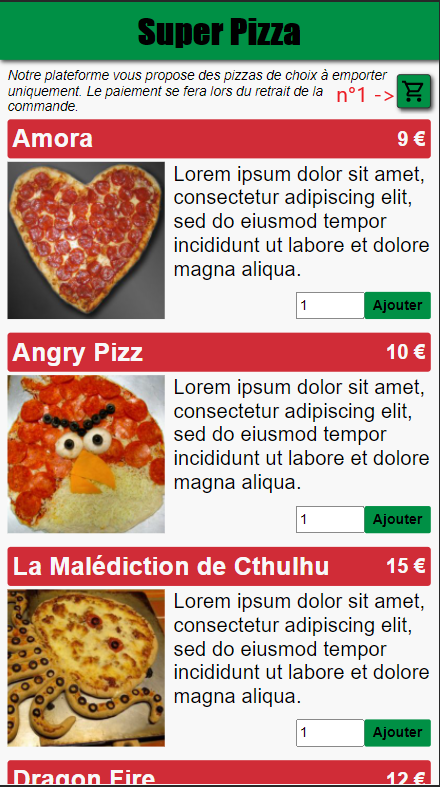 Super Pizza
Notre plateforme vous propose des pizzas de choix à emporter
uniquement. Le paiement se fera lors du retrait de la
commande.
n°1 ->
Amora 9 €
Lorem ipsum dolor sit amet,
consectetur adipiscing elit,
sed do eiusmod tempor
incididunt ut labore et dolore
magna aliqua.
1 Ajouter
Angry Pizz 10 €
Lorem ipsum dolor sit amet,
consectetur adipiscing elit,
sed do eiusmod tempor
incididunt ut labore et dolore
magna aliqua.
1 Ajouter
La Malédiction de Cthulhu 15 €
Lorem ipsum dolor sit amet,
consectetur adipiscing elit,
sed do eiusmod tempor
incididunt ut labore et dolore
magna aliqua.
1 Ajouter
Dragon Fire 12 €